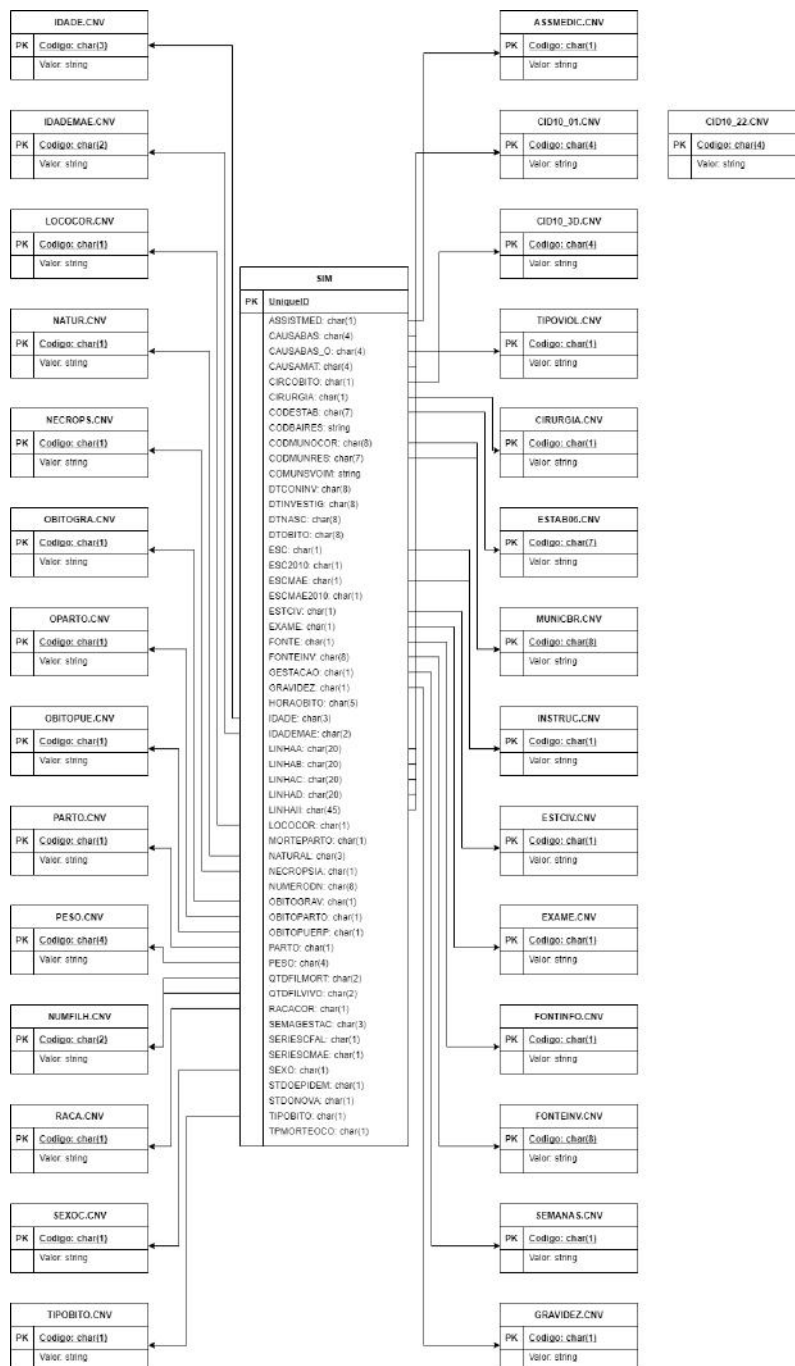 IDADE.CNV
PK Codigo: char(3)
Valor: string
IDADEMAE.CNV
PK Codigo: char(2)
Valor: string
LOCOCOR.CNV
PK Codigo: char(1)
Valor: string
NATUR.CNV
PK Codigo: char(1)
Valor: string
NECROPS.CNV
PK Codigo: char(1)
Valor: string
OBITOGRA.CNV
PK Codigo: char(1)
Valor: string
OPARTO.CNV
PK Codigo: char(1)
Valor: string
OBITOPUE.CNV
PK Codigo: char(1)
Valor: string
PARTO.CNV
PK Codigo: char(1)
Valor: string
PESO.CNV
PK Codigo: char(4)
Valor: string
NUMFILH.CNV
PK Codigo: char(2)
Valor: string
RACA.CNV
PK Codigo: char(1)
Valor: string
SEXOC.CNV
PK Codigo: char(1)
Valor: string
TIPOBITO.CNV
PK Codigo: char(1)
Valor: string
SIM
PK UniqueID
ASSISTMED: char(1)
CAUSABAS: char(4)
CAUSABAS_O: char(4)
CAUSAMAT: char(4)
CIRCOBITO: char(1)
CIRURGIA: char(1)
CODESTAB: char(7)
CODBAIRES: string
CODMUNOCOR: char(8)
CODMUNRES: char(7)
COMUNSVOIM: string
DTCONINV: char(8)
DTINVESTIG: char(8)
DTNASC: char(8)
DTOBITO: char(8)
ESC: char(1)
ESC2010: char(1)
ESCMAE: char(1)
ESCMAE2010: char(1)
ESTCIV: char(1)
EXAME: char(1)
FONTE: char(1)
FONTEINV: char(8)
GESTACAO: char(1)
GRAVIDEZ: char(1)
HORAOBITO: char(5)
IDADE: char(3)
IDADEMAE: char(2)
LINHAA: char(20)
LINHAB: char(20)
LINHAC: char(20)
LINHAD: char(20)
LINHAII: char(45)
LOCOCOR: char(1)
MORTEPARTO: char(1)
NATURAL: char(3)
NECROPSIA: char(1)
NUMERODN: char(8)
OBITOGRAV: char(1)
OBITOPARTO: char(1)
OBITOPUERP: char(1)
PARTO: char(1)
PESO: char(4)
QTDFILMORT: char(2)
QTDFILVIVO: char(2)
RACACOR: char(1)
SEMAGESTAC: char(3)
SERIESCFAL: char(1)
SERIESCMAE: char(1)
SEXO: char(1)
STDOEPIDEM: char(1)
STDONOVA: char(1)
TIPOBITO: char(1)
TPMORTEOCO: char(1)
ASSMEDIC.CNV
PK Codigo: char(1)
Valor: string
CID10_01.CNV
PK Codigo: char(4)
Valor: string
CID10_22.CNV
PK Codigo: char(4)
Valor: string
CID10_3D.CNV
PK Codigo: char(4)
Valor: string
TIPOVIOL.CNV
PK Codigo: char(1)
Valor: string
CIRURGIA.CNV
PK Codigo: char(1)
Valor: string
ESTAB06.CNV
PK Codigo: char(7)
Valor: string
MUNICBR.CNV
PK Codigo: char(8)
Valor: string
INSTRUC.CNV
PK Codigo: char(1)
Valor: string
ESTCIV.CNV
PK Codigo: char(1)
Valor: string
EXAME.CNV
PK Codigo: char(1)
Valor: string
FONTINFO.CNV
PK Codigo: char(1)
Valor: string
FONTEINV.CNV
PK Codigo: char(8)
Valor: string
SEMANAS.CNV
PK Codigo: char(1)
Valor: string
GRAVIDEZ.CNV
PK Codigo: char(1)
Valor: string